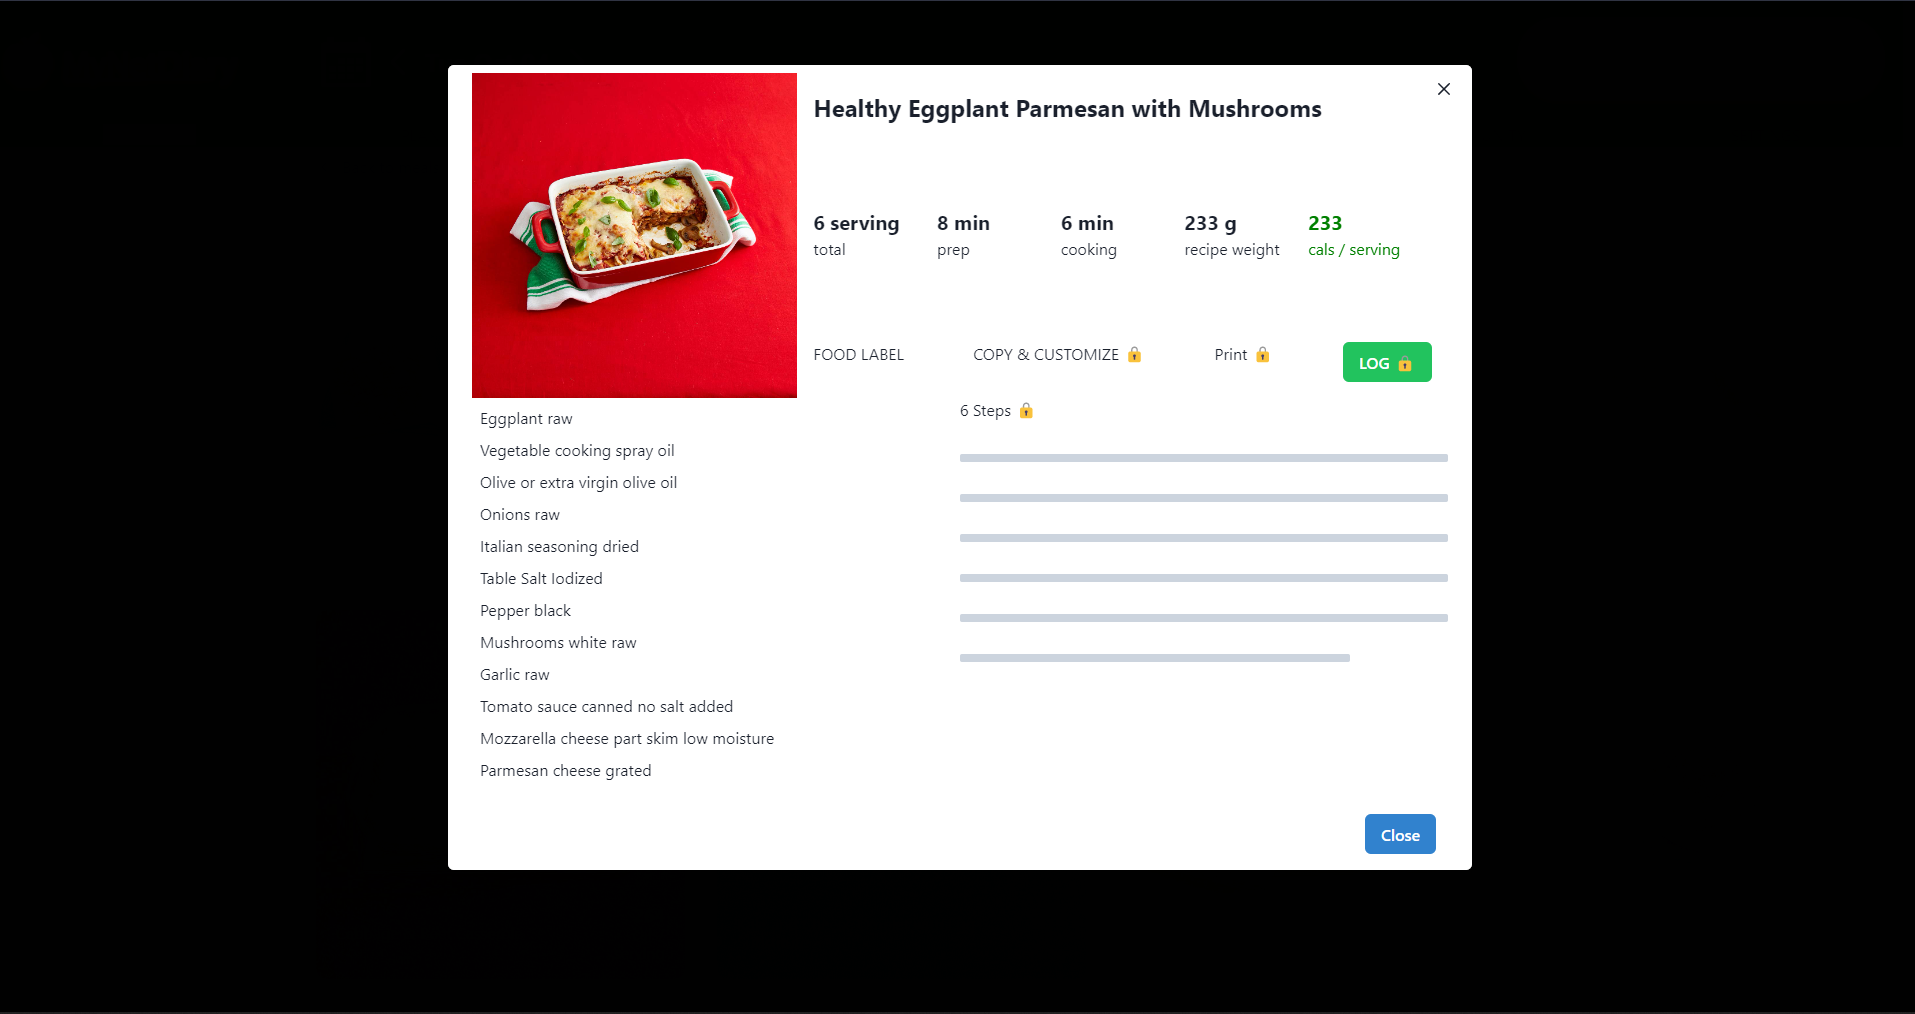 Healthy Eggplant Parmesan with Mushrooms
6 serving 8 min 6 min 233 g 233
total prep cooking recipe weight cals / serving
FOOD LABEL COPY & CUSTOMIZE 🔒 Print 🔒 LOG 🔒
6 Steps 🔒
Eggplant raw
Vegetable cooking spray oil
Olive or extra virgin olive oil
Onions raw
Italian seasoning dried
Table Salt Iodized
Pepper black
Mushrooms white raw
Garlic raw
Tomato sauce canned no salt added
Mozzarella cheese part skim low moisture
Parmesan cheese grated
Close